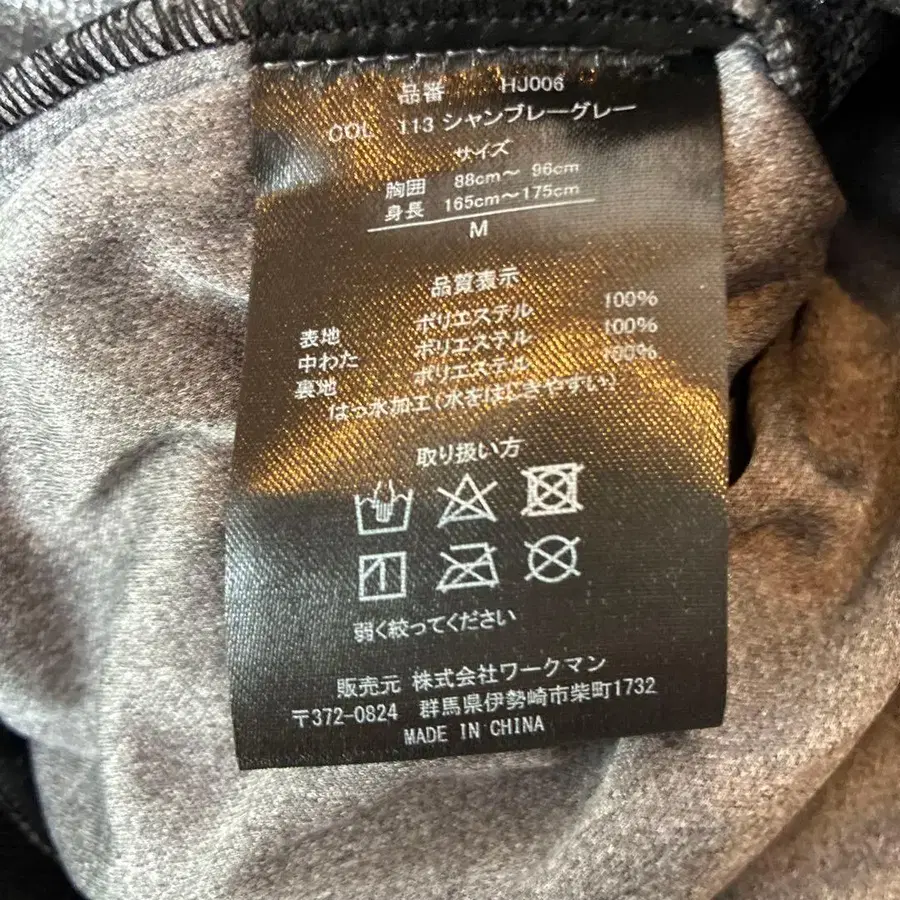 品番 HJ006
COL 113 シャンブレーグレー
サイズ
胸囲 88cm～ 96cm
身長 165cm～175cm
M
品質表示
表地 ポリエステル 100%
中わた ポリエステル 100%
裏地 ポリエステル 100%
はっ水加工(水をはじきやすい)
取り扱い方
弱く絞ってください
販売元 株式会社ワークマン
〒372-0824 群馬県伊勢崎市柴町1732
MADE IN CHINA